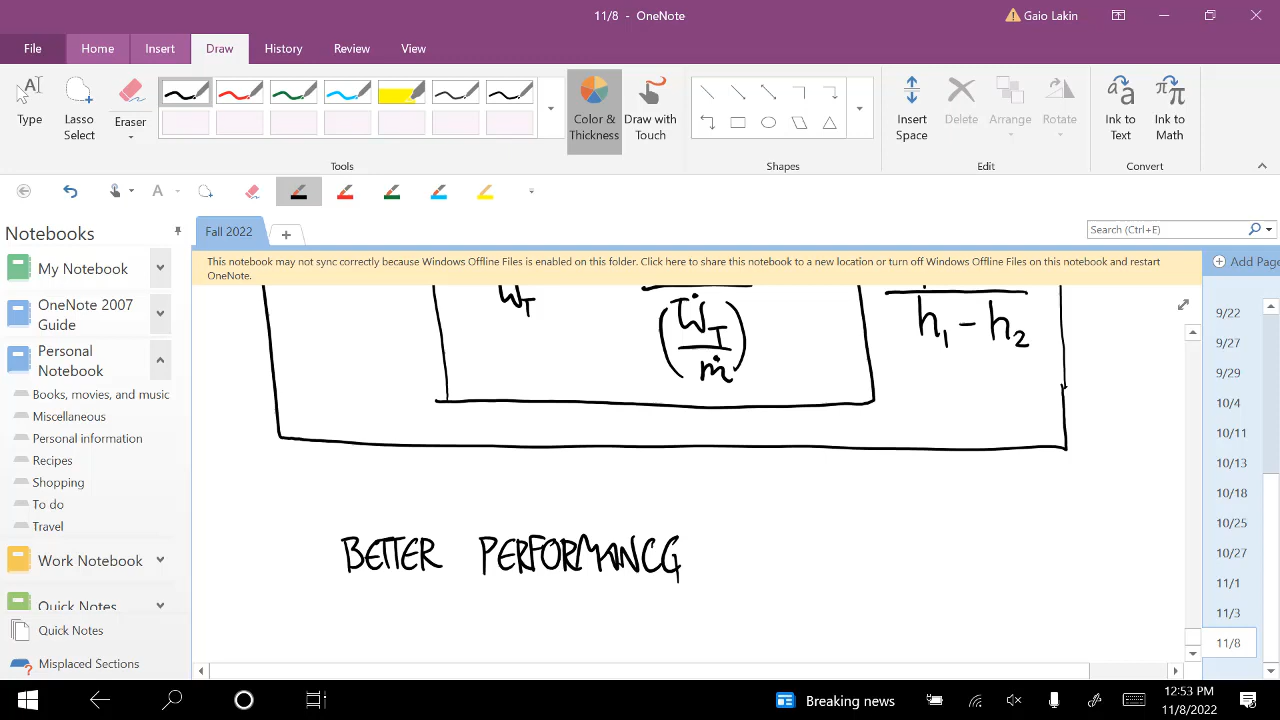 11/8 - OneNote
Gaio Lakin
File Home Insert Draw History Review View
Type
Lasso Select
Eraser
Color & Thickness
Draw with Touch
Insert Space
Delete
Arrange
Rotate
Ink to Text
Ink to Math
Tools
Shapes
Edit
Convert
Notebooks
My Notebook
OneNote 2007 Guide
Personal Notebook
Books, movies, and music
Miscellaneous
Personal information
Recipes
Shopping
To do
Travel
Work Notebook
Quick Notes
Quick Notes
Misplaced Sections
Fall 2022
Search (Ctrl+E)
This notebook may not sync correctly because Windows Offline Files is enabled on this folder. Click here to share this notebook to a new location or turn off Windows Offline Files on this notebook and restart
OneNote.
Add Page
Ẇ_T
(Ẇ_T / ṁ)
h₁ - h₂
BETTER PERFORMANCE
9/22
9/27
9/29
10/4
10/11
10/13
10/18
10/25
10/27
11/1
11/3
11/8
Breaking news
12:53 PM
11/8/2022